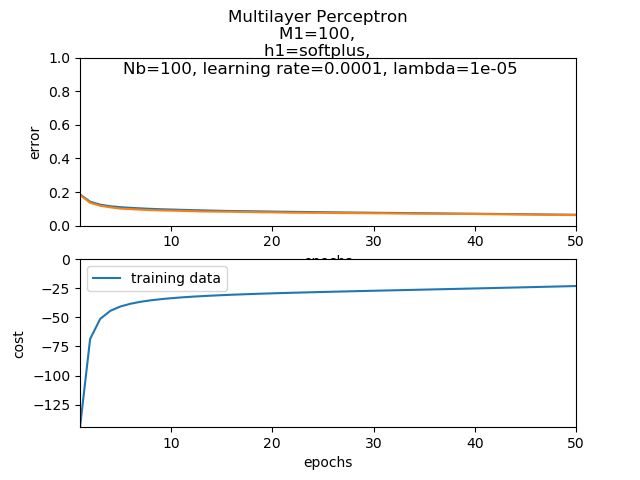 Multilayer Perceptron
M1=100,
h1=softplus,
Nb=100, learning rate=0.0001, lambda=1e-05
1.0
0.8
0.6
0.4
0.2
0.0
error
10 20 30 40 50
epochs
0
−25
−50
−75
−100
−125
cost
training data
10 20 30 40 50
epochs